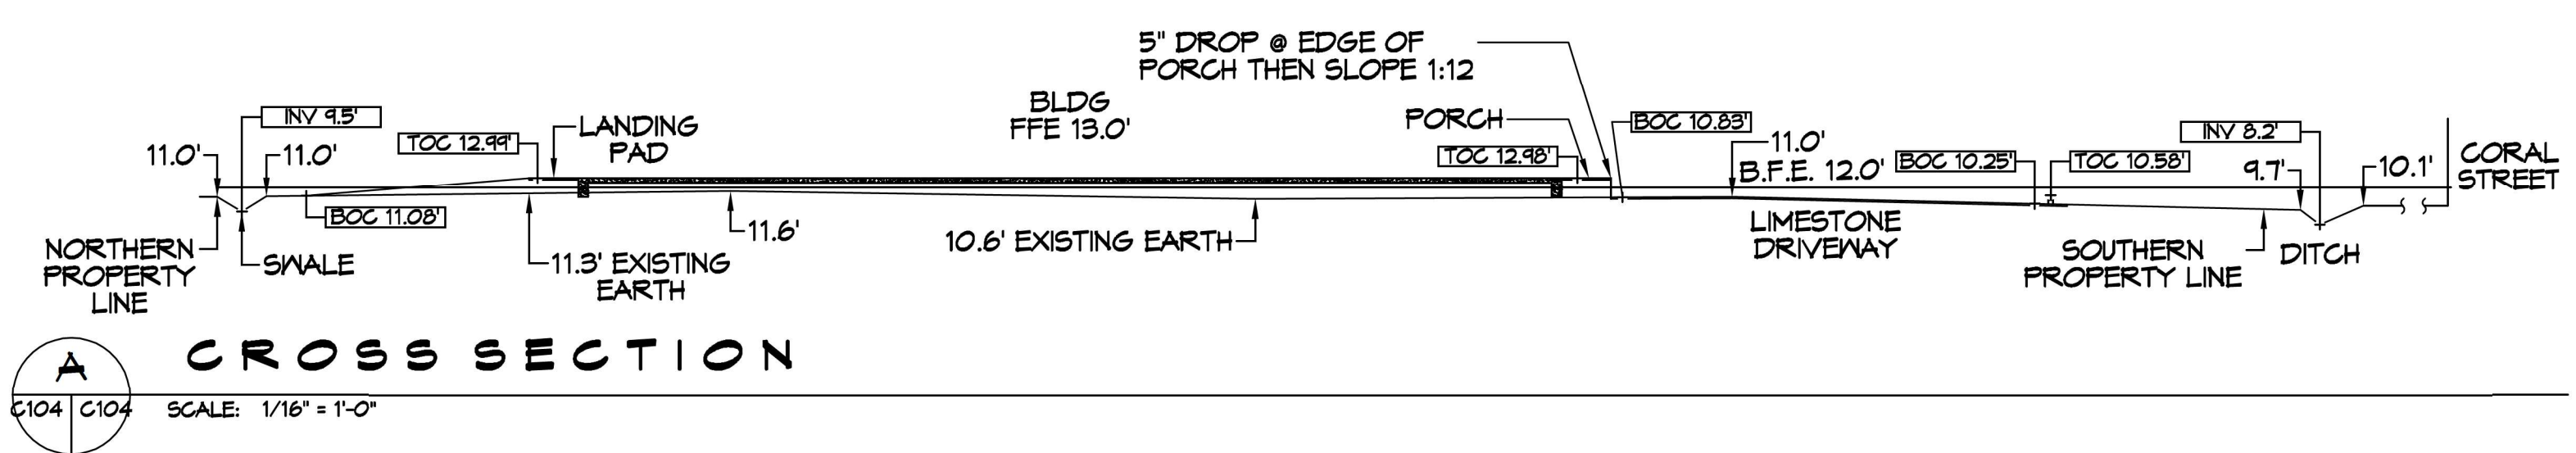 5" DROP @ EDGE OF
PORCH THEN SLOPE 1:12
BLDG
FFE 13.0'
INV 9.5'
LANDING
PAD
PORCH
BOC 10.83'
INV 8.2'
11.0'
11.0'
TOC 12.99'
TOC 12.98'
11.0'
B.F.E. 12.0'
BOC 10.25'
TOC 10.58'
9.7'
10.1'
CORAL
STREET
BOC 11.08'
11.6'
10.6' EXISTING EARTH
LIMESTONE
DRIVEWAY
NORTHERN
PROPERTY
LINE
SWALE
11.3' EXISTING
EARTH
SOUTHERN
PROPERTY LINE
DITCH
A
CROSS SECTION
C104
C104
SCALE: 1/16" = 1'-0"